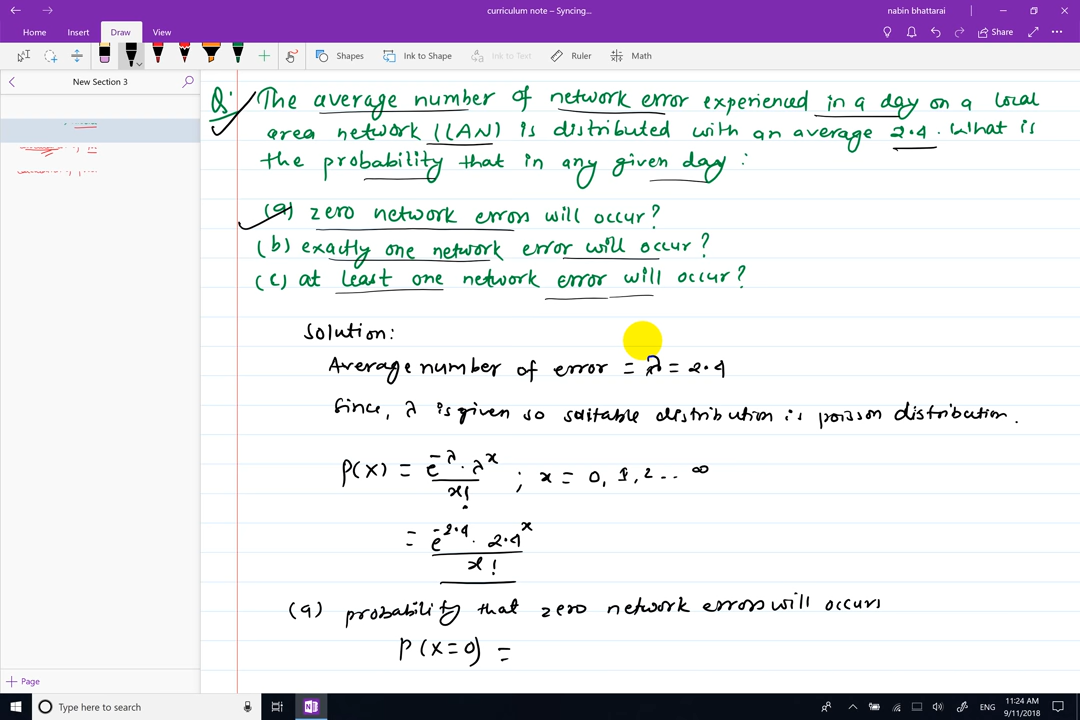 curriculum note – Syncing...
nabin bhattarai
Home Insert Draw View
Share
Shapes Ink to Shape Ink to Text Ruler Math
New Section 3
Q: The average number of network error experienced in a day on a local
area network (LAN) is distributed with an average 2.4. What is
the probability that in any given day:
(a) zero network errors will occur?
(b) exactly one network error will occur?
(c) at least one network error will occur?
Solution:
Average number of error = λ = 2.4
Since, λ is given so suitable distribution is poisson distribution.
P(X) = e^-λ . λ^x / x! ; x = 0, 1, 2 .. ∞
= e^-2.4 . 2.4^x / x!
(a) probability that zero network errors will occurs
P(X=0) =
+ Page
Type here to search
ENG
11:24 AM
9/11/2018